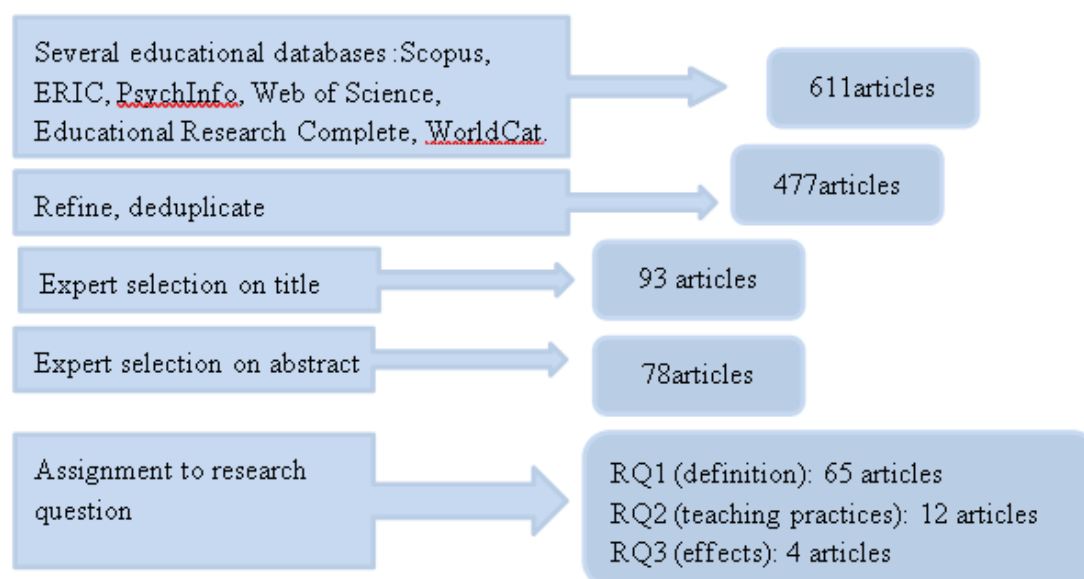 Several educational databases :Scopus,
ERIC, PsychInfo, Web of Science,
Educational Research Complete, WorldCat.
611articles
Refine, deduplicate
477articles
Expert selection on title
93 articles
Expert selection on abstract
78articles
Assignment to research
question
RQ1 (definition): 65 articles
RQ2 (teaching practices): 12 articles
RQ3 (effects): 4 articles